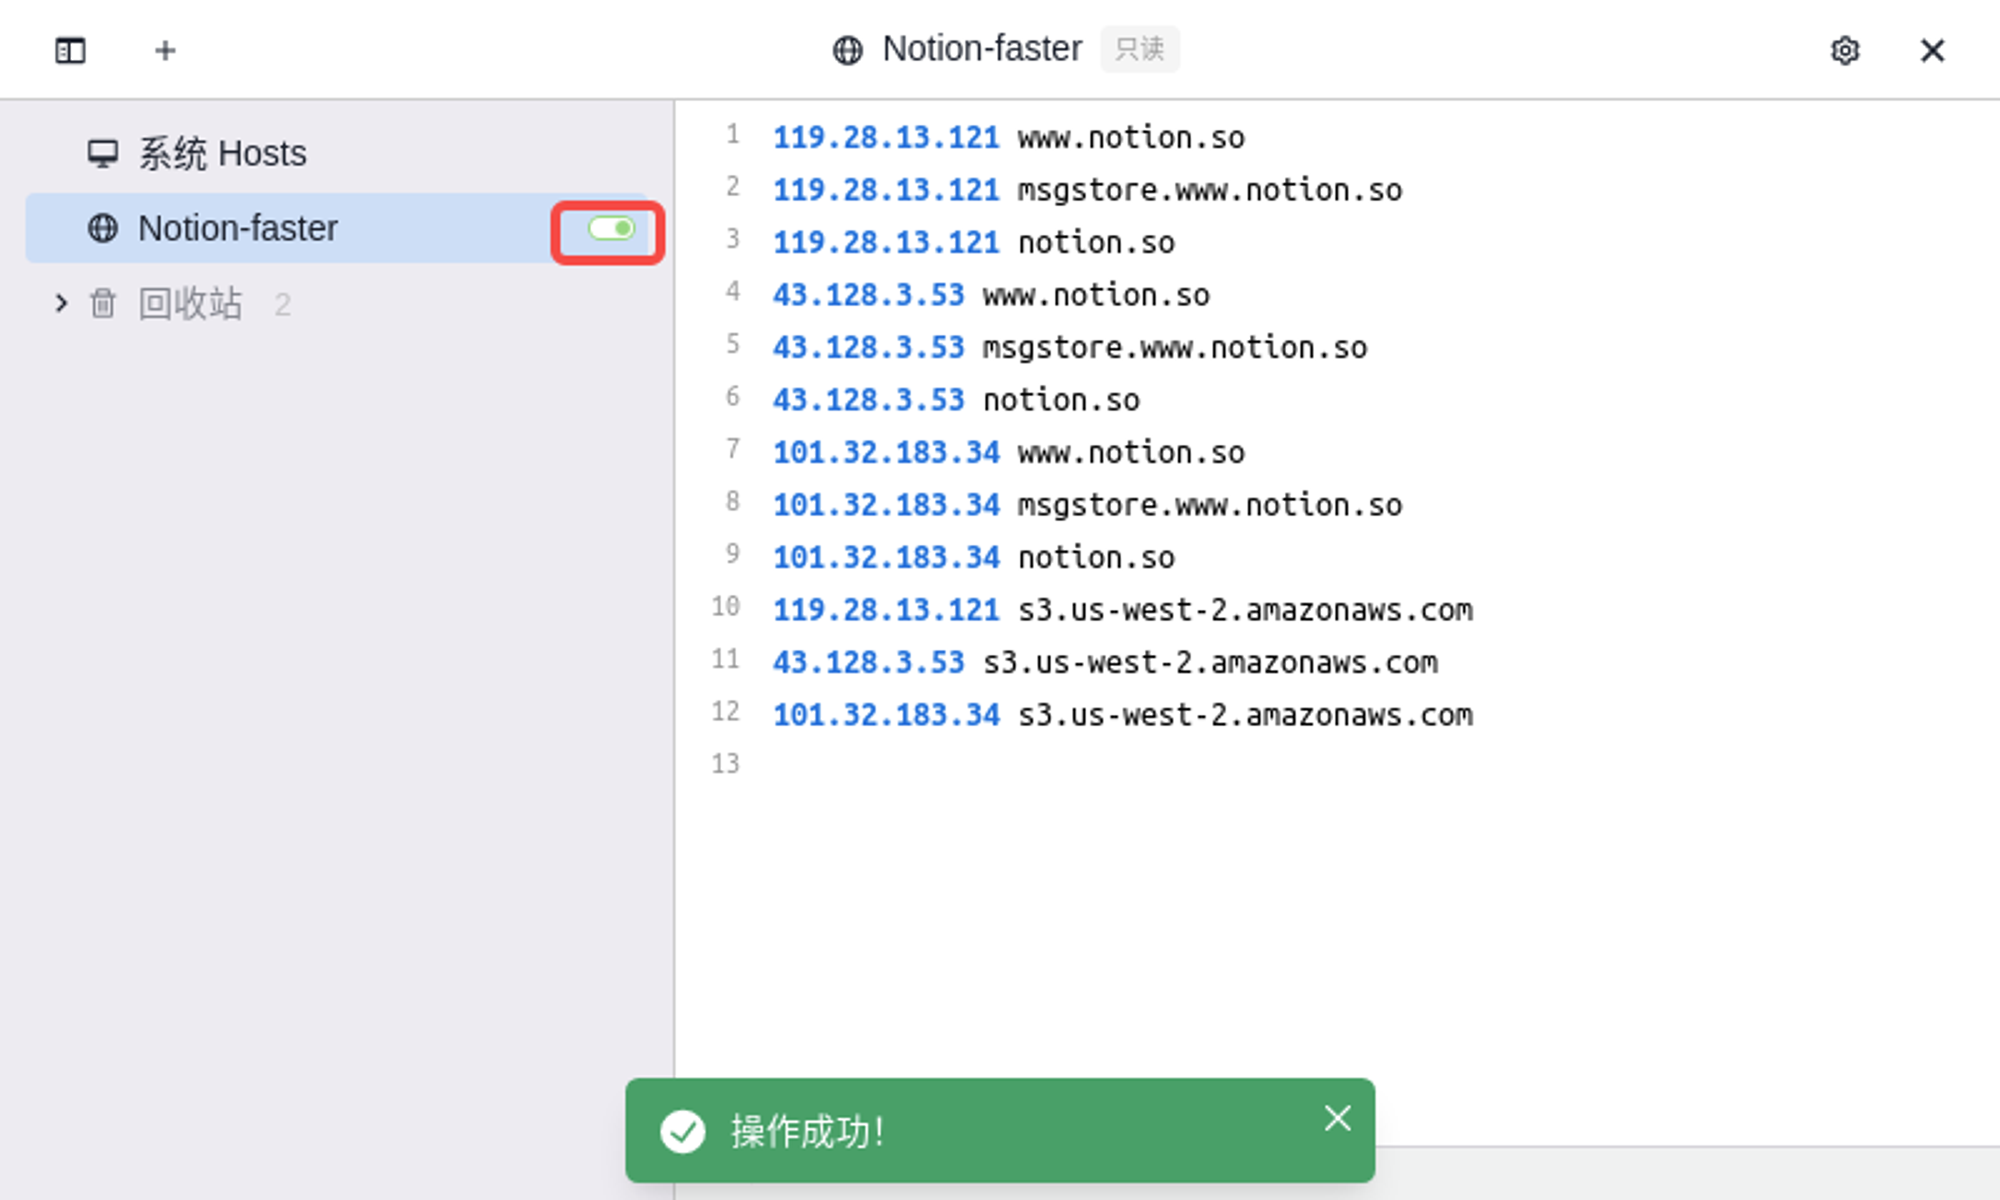 Notion-faster 只读
系统 Hosts
Notion-faster
回收站 2
1 119.28.13.121 www.notion.so
2 119.28.13.121 msgstore.www.notion.so
3 119.28.13.121 notion.so
4 43.128.3.53 www.notion.so
5 43.128.3.53 msgstore.www.notion.so
6 43.128.3.53 notion.so
7 101.32.183.34 www.notion.so
8 101.32.183.34 msgstore.www.notion.so
9 101.32.183.34 notion.so
10 119.28.13.121 s3.us-west-2.amazonaws.com
11 43.128.3.53 s3.us-west-2.amazonaws.com
12 101.32.183.34 s3.us-west-2.amazonaws.com
13
操作成功！